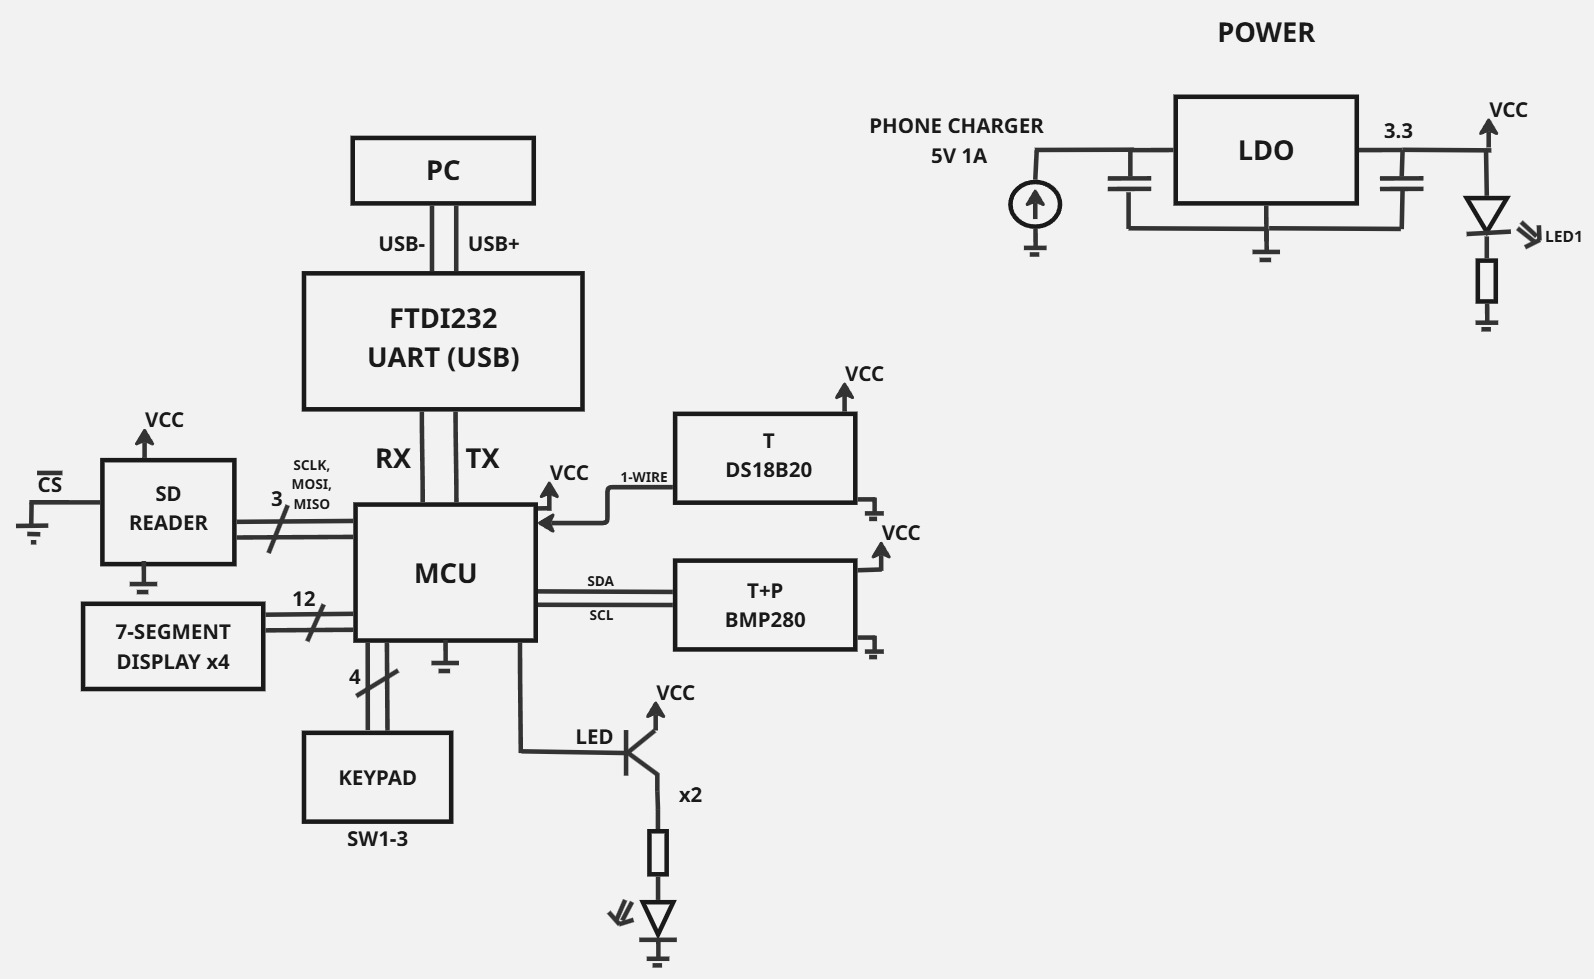 POWER
PHONE CHARGER
5V 1A
LDO
3.3
VCC
LED1
PC
USB-
USB+
FTDI232
UART (USB)
RX
TX
VCC
CS
SD
READER
3
SCLK,
MOSI,
MISO
VCC
1-WIRE
VCC
T
DS18B20
MCU
SDA
SCL
VCC
T+P
BMP280
12
7-SEGMENT
DISPLAY x4
4
KEYPAD
SW1-3
LED
VCC
x2